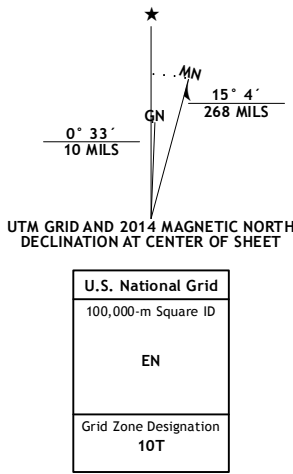 MN
GN
15° 4´
268 MILS
0° 33´
10 MILS
UTM GRID AND 2014 MAGNETIC NORTH
DECLINATION AT CENTER OF SHEET
U.S. National Grid
100,000-m Square ID
EN
Grid Zone Designation
10T